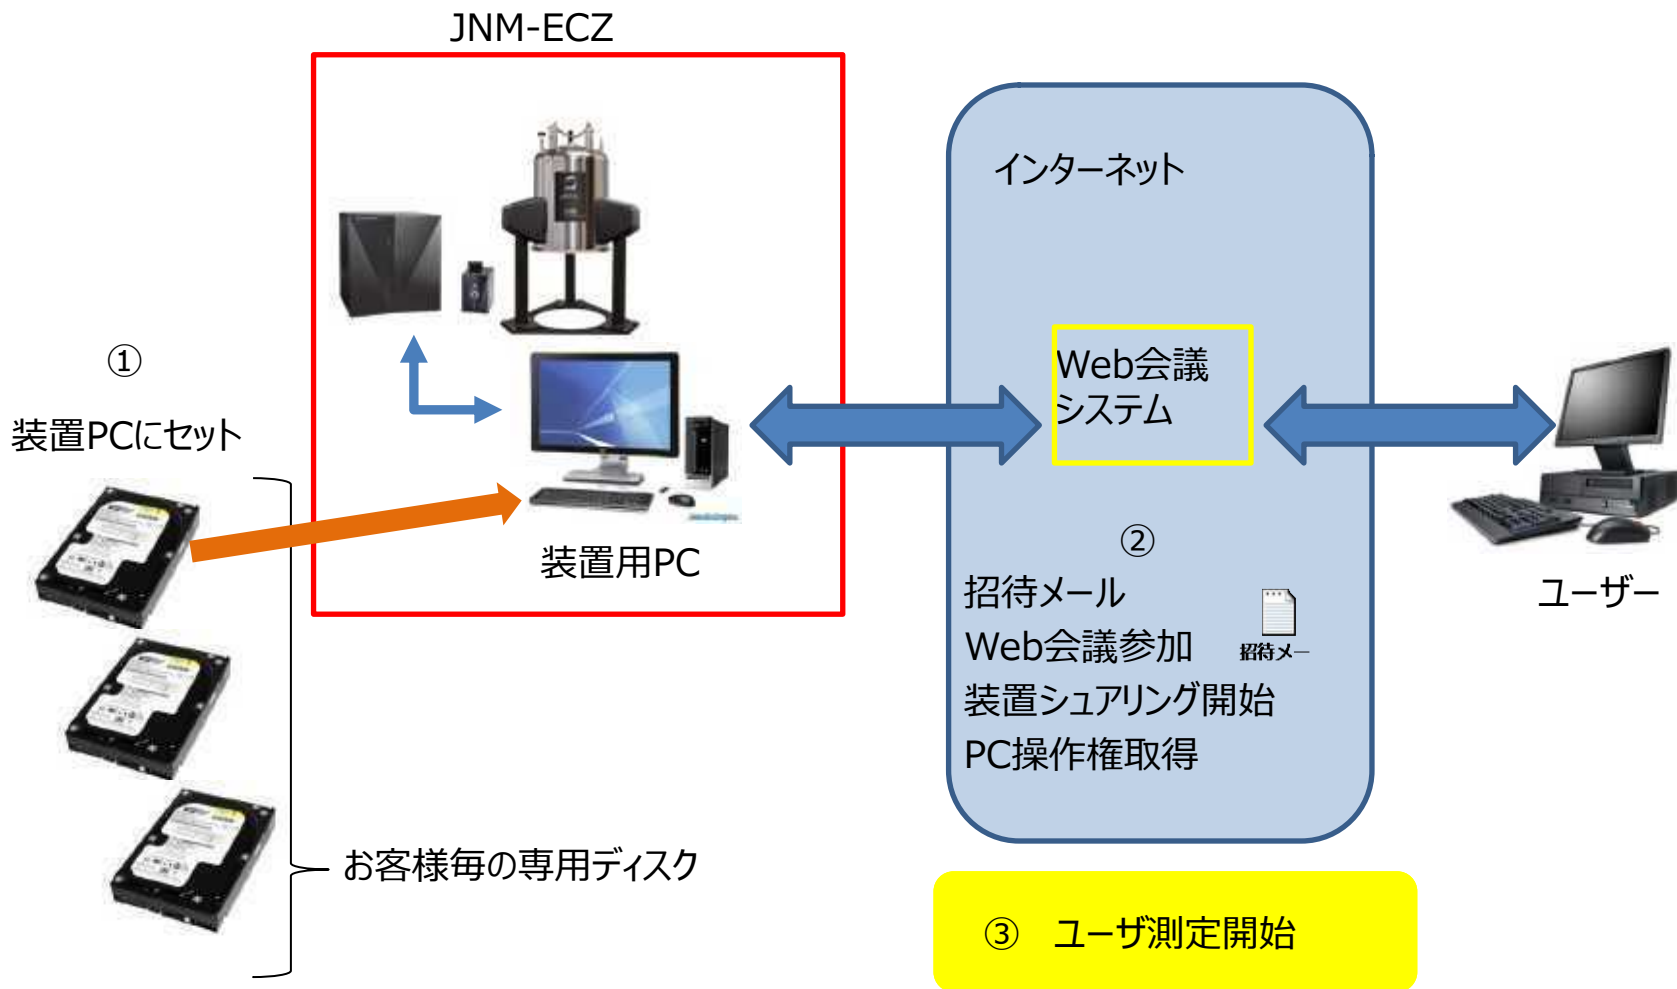 JNM-ECZ
インターネット
①
装置PCにセット
Web会議
システム
装置用PC
②
招待メール
Web会議参加
招待メー
装置シュアリング開始
PC操作権取得
ユーザー
お客様毎の専用ディスク
③ ユーザ測定開始